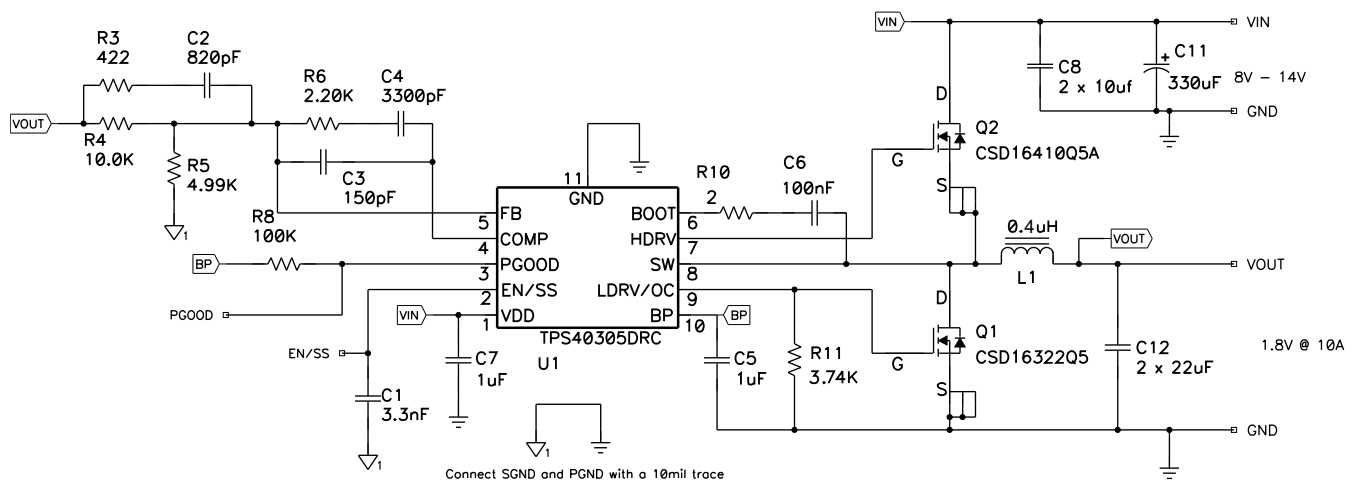 VIN
VIN
R3
422
C2
820pF
R6
2.20K
C4
3300pF
C8
2 x 10uf
+
C11
330uF
8V - 14V
D
GND
VOUT
R4
10.0K
R5
4.99K
C3
150pF
Q2
CSD16410Q5A
G
S
1
11
GND
R10
2
C6
100nF
R8
100K
FB
5
BOOT
6
COMP
4
HDRV
7
0.4uH
L1
VOUT
BP
PGOOD
3
SW
8
VOUT
EN/SS
2
LDRV/OC
9
D
PGOOD
VIN
VDD
1
BP
10
BP
TPS40305DRC
U1
Q1
CSD16322Q5
G
S
EN/SS
C7
1uF
C5
1uF
R11
3.74K
C12
2 x 22uF
1.8V @ 10A
C1
3.3nF
1
1
GND
Connect SGND and PGND with a 10mil trace